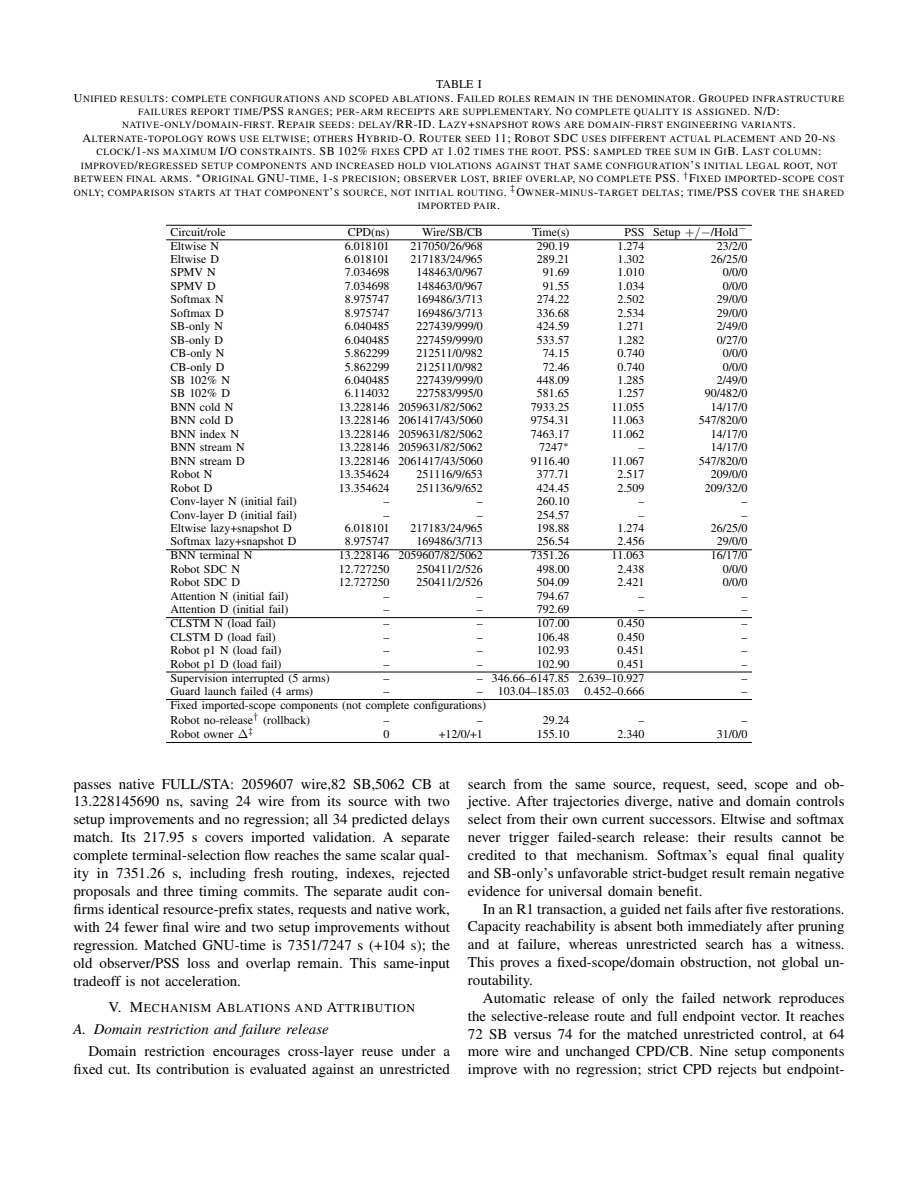 TABLE I
UNIFIED RESULTS: COMPLETE CONFIGURATIONS AND SCOPED ABLATIONS. FAILED ROLES REMAIN IN THE DENOMINATOR. GROUPED INFRASTRUCTURE
FAILURES REPORT TIME/PSS RANGES; PER-ARM RECEIPTS ARE SUPPLEMENTARY. NO COMPLETE QUALITY IS ASSIGNED. N/D:
NATIVE-ONLY/DOMAIN-FIRST. REPAIR SEEDS: DELAY/RR-ID. LAZY+SNAPSHOT ROWS ARE DOMAIN-FIRST ENGINEERING VARIANTS.
ALTERNATE-TOPOLOGY ROWS USE ELTWISE; OTHERS HYBRID-O. ROUTER SEED 11; ROBOT SDC USES DIFFERENT ACTUAL PLACEMENT AND 20-NS
CLOCK/1-NS MAXIMUM I/O CONSTRAINTS. SB 102% FIXES CPD AT 1.02 TIMES THE ROOT. PSS: SAMPLED TREE SUM IN GIB. LAST COLUMN:
IMPROVED/REGRESSED SETUP COMPONENTS AND INCREASED HOLD VIOLATIONS AGAINST THAT SAME CONFIGURATION'S INITIAL LEGAL ROOT, NOT
BETWEEN FINAL ARMS. *ORIGINAL GNU-TIME, 1-S PRECISION; OBSERVER LOST, BRIEF OVERLAP, NO COMPLETE PSS. †FIXED IMPORTED-SCOPE COST
ONLY; COMPARISON STARTS AT THAT COMPONENT'S SOURCE, NOT INITIAL ROUTING. ‡OWNER-MINUS-TARGET DELTAS; TIME/PSS COVER THE SHARED
IMPORTED PAIR.
Circuit/role CPD(ns) Wire/SB/CB Time(s) PSS Setup +/−/Hold−
Eltwise N 6.018101 217050/26/968 290.19 1.274 23/2/0
Eltwise D 6.018101 217183/24/965 289.21 1.302 26/25/0
SPMV N 7.034698 148463/0/967 91.69 1.010 0/0/0
SPMV D 7.034698 148463/0/967 91.55 1.034 0/0/0
Softmax N 8.975747 169486/3/713 274.22 2.502 29/0/0
Softmax D 8.975747 169486/3/713 336.68 2.534 29/0/0
SB-only N 6.040485 227439/999/0 424.59 1.271 2/49/0
SB-only D 6.040485 227459/999/0 533.57 1.282 0/27/0
CB-only N 5.862299 212511/0/982 74.15 0.740 0/0/0
CB-only D 5.862299 212511/0/982 72.46 0.740 0/0/0
SB 102% N 6.040485 227439/999/0 448.09 1.285 2/49/0
SB 102% D 6.114032 227583/995/0 581.65 1.257 90/482/0
BNN cold N 13.228146 2059631/82/5062 7933.25 11.055 14/17/0
BNN cold D 13.228146 2061417/43/5060 9754.31 11.063 547/820/0
BNN index N 13.228146 2059631/82/5062 7463.17 11.062 14/17/0
BNN stream N 13.228146 2059631/82/5062 7247* – 14/17/0
BNN stream D 13.228146 2061417/43/5060 9116.40 11.067 547/820/0
Robot N 13.354624 251116/9/653 377.71 2.517 209/0/0
Robot D 13.354624 251136/9/652 424.45 2.509 209/32/0
Conv-layer N (initial fail) – – 260.10 – –
Conv-layer D (initial fail) – – 254.57 – –
Eltwise lazy+snapshot D 6.018101 217183/24/965 198.88 1.274 26/25/0
Softmax lazy+snapshot D 8.975747 169486/3/713 256.54 2.456 29/0/0
BNN terminal N 13.228146 2059607/82/5062 7351.26 11.063 16/17/0
Robot SDC N 12.727250 250411/2/526 498.00 2.438 0/0/0
Robot SDC D 12.727250 250411/2/526 504.09 2.421 0/0/0
Attention N (initial fail) – – 794.67 – –
Attention D (initial fail) – – 792.69 – –
CLSTM N (load fail) – – 107.00 0.450 –
CLSTM D (load fail) – – 106.48 0.450 –
Robot p1 N (load fail) – – 102.93 0.451 –
Robot p1 D (load fail) – – 102.90 0.451 –
Supervision interrupted (5 arms) – – 346.66–6147.85 2.639–10.927 –
Guard launch failed (4 arms) – – 103.04–185.03 0.452–0.666 –
Fixed imported-scope components (not complete configurations)
Robot no-release† (rollback) – – 29.24 – –
Robot owner Δ‡ 0 +12/0/+1 155.10 2.340 31/0/0
passes native FULL/STA: 2059607 wire,82 SB,5062 CB at
13.228145690 ns, saving 24 wire from its source with two
setup improvements and no regression; all 34 predicted delays
match. Its 217.95 s covers imported validation. A separate
complete terminal-selection flow reaches the same scalar qual-
ity in 7351.26 s, including fresh routing, indexes, rejected
proposals and three timing commits. The separate audit con-
firms identical resource-prefix states, requests and native work,
with 24 fewer final wire and two setup improvements without
regression. Matched GNU-time is 7351/7247 s (+104 s); the
old observer/PSS loss and overlap remain. This same-input
tradeoff is not acceleration.
V. MECHANISM ABLATIONS AND ATTRIBUTION
A. Domain restriction and failure release
Domain restriction encourages cross-layer reuse under a
fixed cut. Its contribution is evaluated against an unrestricted
search from the same source, request, seed, scope and ob-
jective. After trajectories diverge, native and domain controls
select from their own current successors. Eltwise and softmax
never trigger failed-search release: their results cannot be
credited to that mechanism. Softmax's equal final quality
and SB-only's unfavorable strict-budget result remain negative
evidence for universal domain benefit.
In an R1 transaction, a guided net fails after five restorations.
Capacity reachability is absent both immediately after pruning
and at failure, whereas unrestricted search has a witness.
This proves a fixed-scope/domain obstruction, not global un-
routability.
Automatic release of only the failed network reproduces
the selective-release route and full endpoint vector. It reaches
72 SB versus 74 for the matched unrestricted control, at 64
more wire and unchanged CPD/CB. Nine setup components
improve with no regression; strict CPD rejects but endpoint-